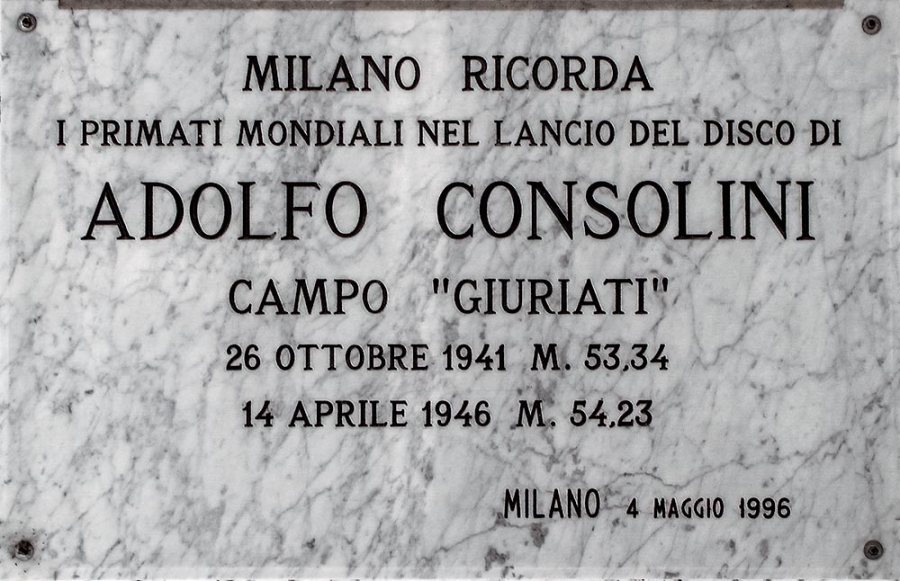 MILANO RICORDA
I PRIMATI MONDIALI NEL LANCIO DEL DISCO DI
ADOLFO CONSOLINI
CAMPO "GIURIATI"
26 OTTOBRE 1941 M. 53,34
14 APRILE 1946 M. 54,23
MILANO 4 MAGGIO 1996